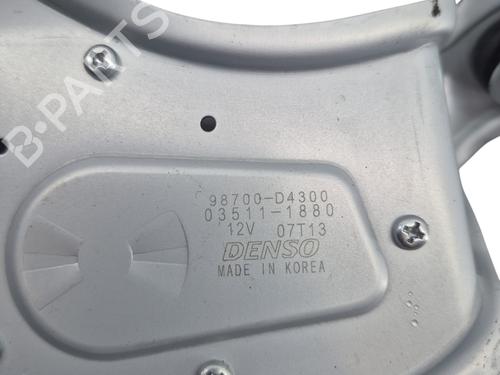 B-PARTS
98700-D4300
03511-1880
12V 07T13
DENSO
MADE IN KOREA